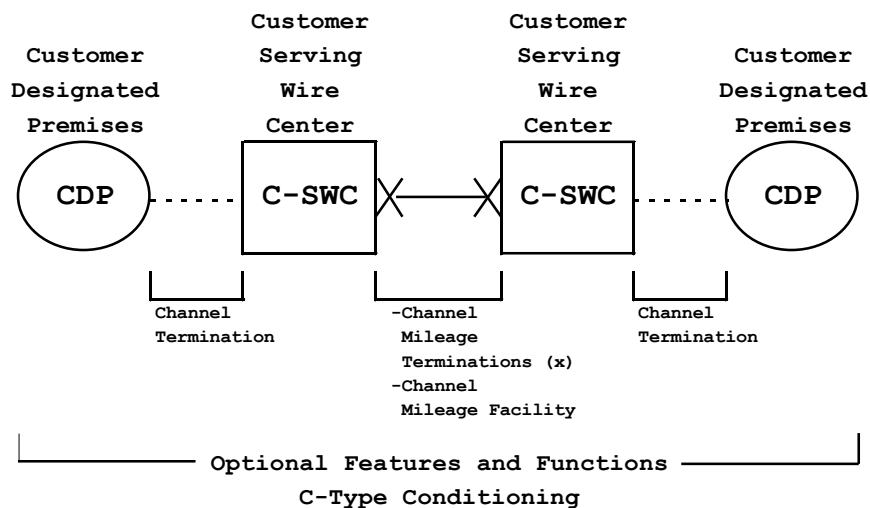 Customer
Serving
Wire
Center
Customer
Serving
Wire
Center
Customer
Designated
Premises
Customer
Designated
Premises
CDP
C-SWC
C-SWC
CDP
Channel
Termination
-Channel
Mileage
Terminations (x)
-Channel
Mileage Facility
Channel
Termination
Optional Features and Functions
C-Type Conditioning